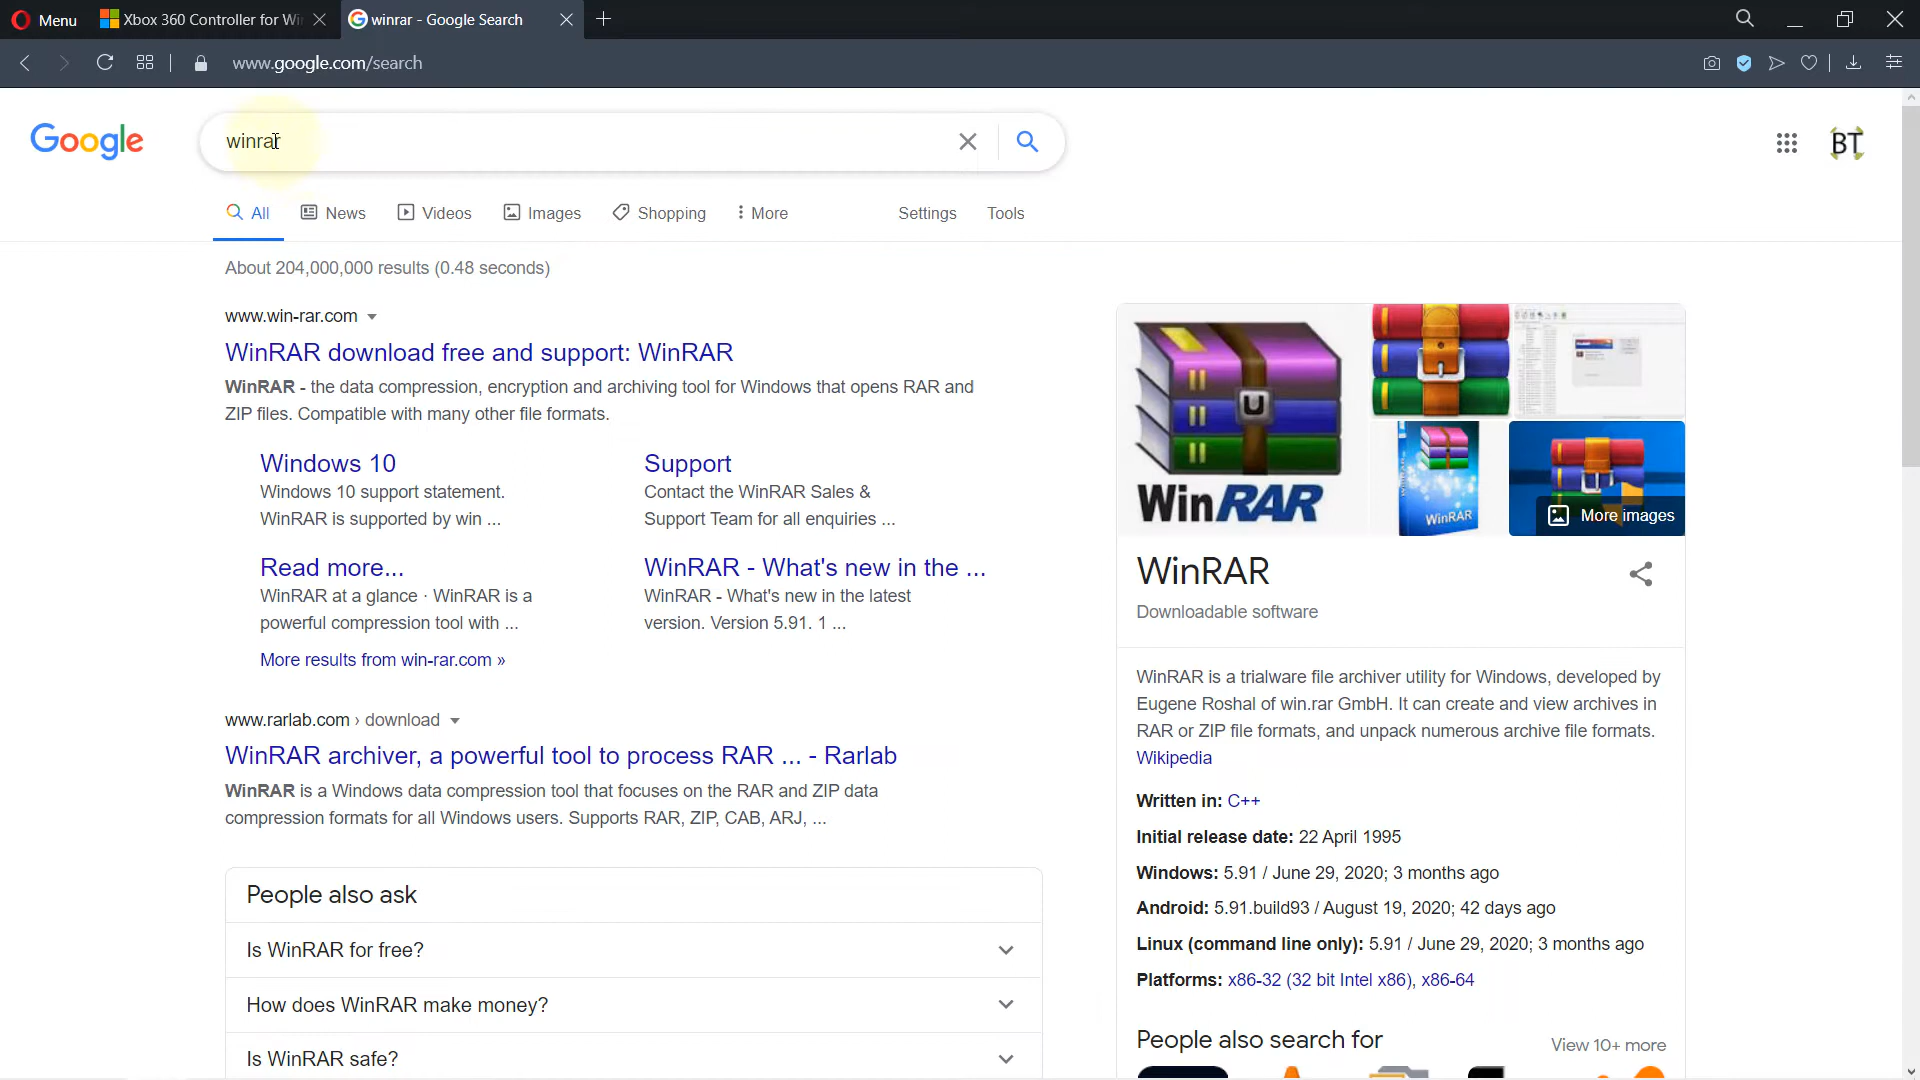 Menu
Xbox 360 Controller for Wi
winrar - Google Search
www.google.com/search
Google
winrar
BT
All
News
Videos
Images
Shopping
More
Settings
Tools
About 204,000,000 results (0.48 seconds)
www.win-rar.com
WinRAR download free and support: WinRAR
WinRAR - the data compression, encryption and archiving tool for Windows that opens RAR and
ZIP files. Compatible with many other file formats.
Windows 10
Windows 10 support statement.
WinRAR is supported by win ...
Support
Contact the WinRAR Sales &
Support Team for all enquiries ...
Read more...
WinRAR at a glance · WinRAR is a
powerful compression tool with ...
WinRAR - What's new in the ...
WinRAR - What's new in the latest
version. Version 5.91. 1 ...
More results from win-rar.com »
www.rarlab.com › download
WinRAR archiver, a powerful tool to process RAR ... - Rarlab
WinRAR is a Windows data compression tool that focuses on the RAR and ZIP data
compression formats for all Windows users. Supports RAR, ZIP, CAB, ARJ, ...
People also ask
Is WinRAR for free?
How does WinRAR make money?
Is WinRAR safe?
U
WinRAR
WinRAR
More images
WinRAR
Downloadable software
WinRAR is a trialware file archiver utility for Windows, developed by
Eugene Roshal of win.rar GmbH. It can create and view archives in
RAR or ZIP file formats, and unpack numerous archive file formats.
Wikipedia
Written in: C++
Initial release date: 22 April 1995
Windows: 5.91 / June 29, 2020; 3 months ago
Android: 5.91.build93 / August 19, 2020; 42 days ago
Linux (command line only): 5.91 / June 29, 2020; 3 months ago
Platforms: x86-32 (32 bit Intel x86), x86-64
People also search for
View 10+ more